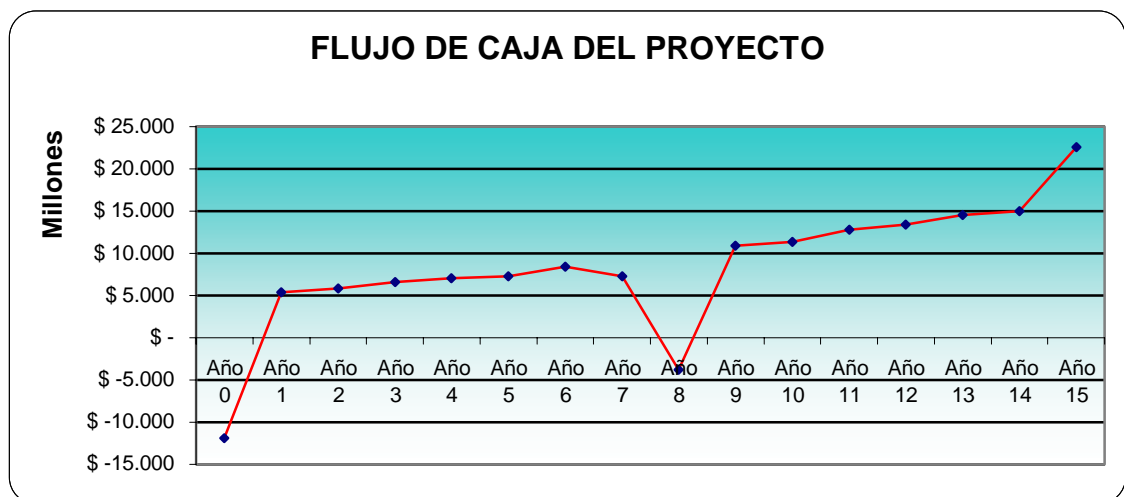 FLUJO DE CAJA DEL PROYECTO
Millones
$ 25.000
$ 20.000
$ 15.000
$ 10.000
$ 5.000
$ -
$ -5.000
$ -10.000
$ -15.000
Año 0
Año 1
Año 2
Año 3
Año 4
Año 5
Año 6
Año 7
Año 8
Año 9
Año 10
Año 11
Año 12
Año 13
Año 14
Año 15